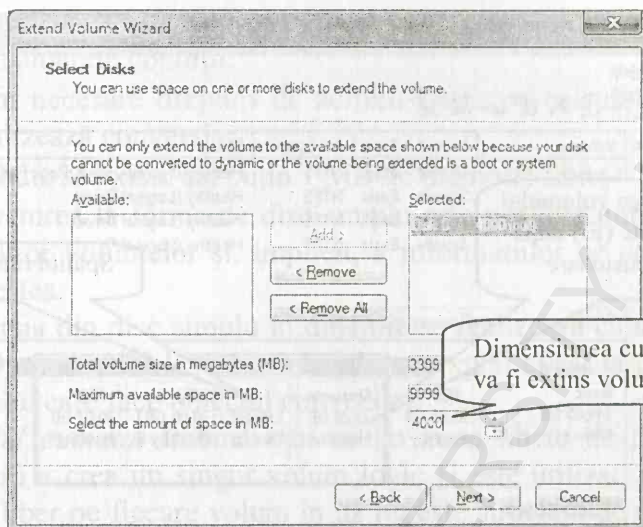 Extend Volume Wizard
Select Disks
You can use space on one or more disks to extend the volume.
You can only extend the volume to the available space shown below because your disk
cannot be converted to dynamic or the volume being extended is a boot or system
volume.
Available:
Selected:
Add >
< Remove
< Remove All
Total volume size in megabytes (MB):
3399
Maximum available space in MB:
9999
Select the amount of space in MB:
4000
Dimensiunea cu
va fi extins volu
< Back
Next >
Cancel